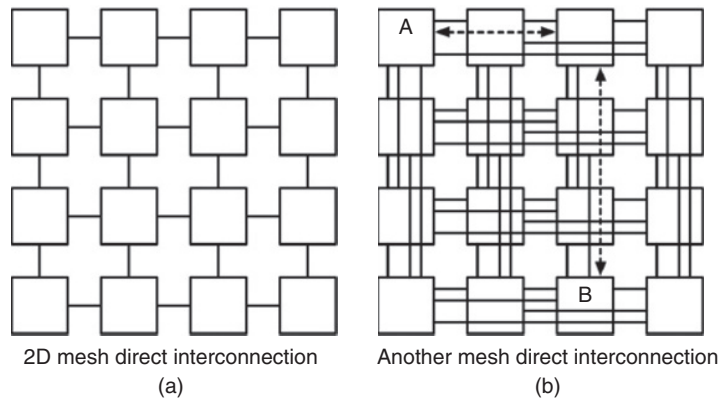 A
B
2D mesh direct interconnection
(a)
Another mesh direct interconnection
(b)